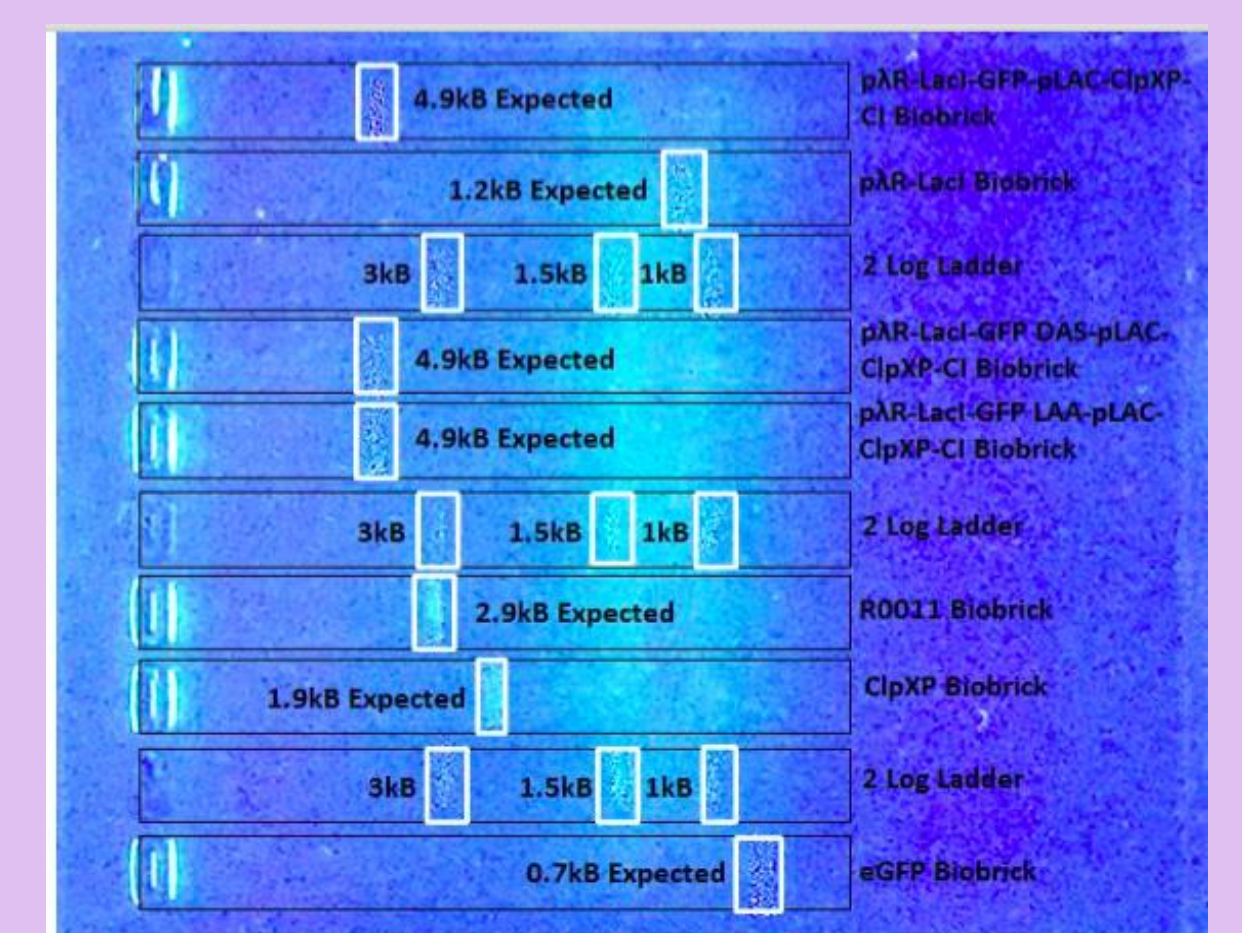 4.9kB Expected
pλR-LacI-GFP-pLAC-ClpXP-
CI Biobrick
1.2kB Expected
pλR-LacI Biobrick
3kB 1.5kB 1kB
2 Log Ladder
4.9kB Expected
pλR-LacI-GFP DAS-pLAC-
ClpXP-CI Biobrick
4.9kB Expected
pλR-LacI-GFP LAA-pLAC-
ClpXP-CI Biobrick
3kB 1.5kB 1kB
2 Log Ladder
2.9kB Expected
R0011 Biobrick
1.9kB Expected
ClpXP Biobrick
3kB 1.5kB 1kB
2 Log Ladder
0.7kB Expected
eGFP Biobrick